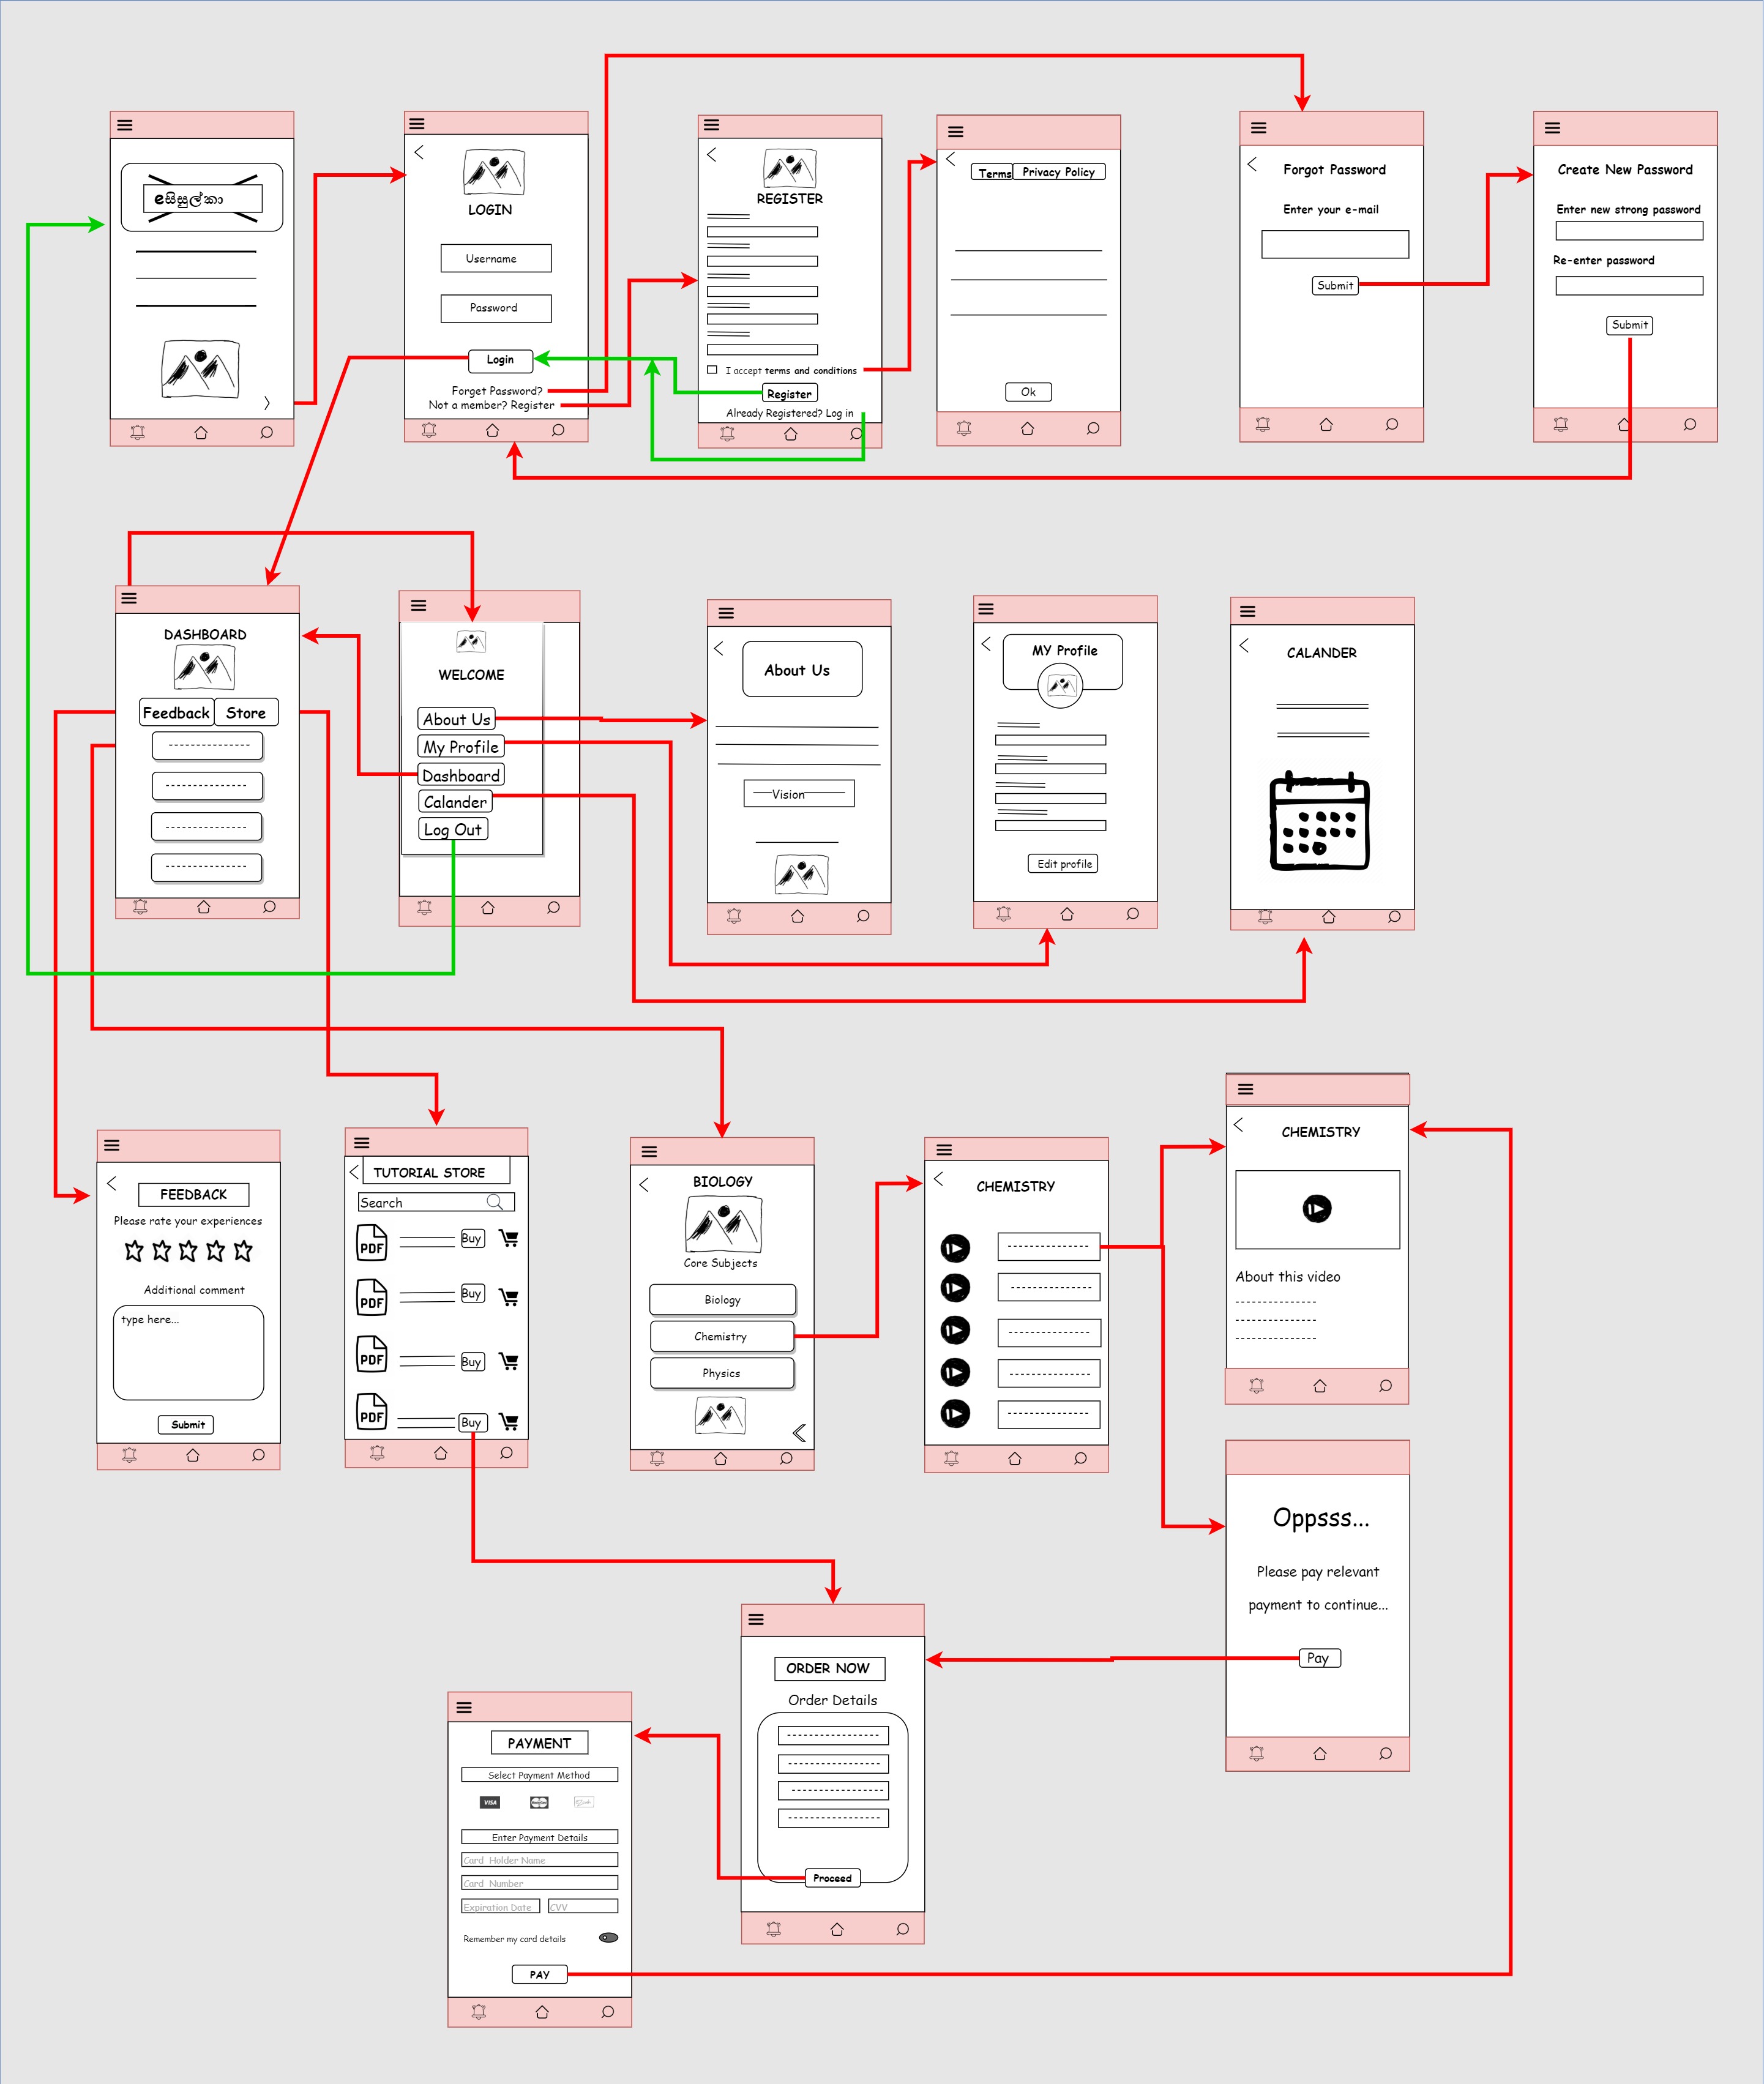 eසිසුල්කා
LOGIN
Username
Password
Login
Forget Password?
Not a member? Register
REGISTER
I accept terms and conditions
Register
Already Registered? Log in
Terms
Privacy Policy
Ok
Forgot Password
Enter your e-mail
Submit
Create New Password
Enter new strong password
Re-enter password
Submit
DASHBOARD
Feedback
Store
WELCOME
About Us
My Profile
Dashboard
Calander
Log Out
About Us
Vision
MY Profile
Edit profile
CALANDER
FEEDBACK
Please rate your experiences
Additional comment
type here...
Submit
TUTORIAL STORE
Search
PDF
Buy
PDF
Buy
PDF
Buy
PDF
Buy
BIOLOGY
Core Subjects
Biology
Chemistry
Physics
CHEMISTRY
CHEMISTRY
About this video
Oppsss...
Please pay relevant
payment to continue...
Pay
ORDER NOW
Order Details
Proceed
PAYMENT
Select Payment Method
VISA
Enter Payment Details
Card Holder Name
Card Number
Expiration Date
CVV
Remember my card details
PAY